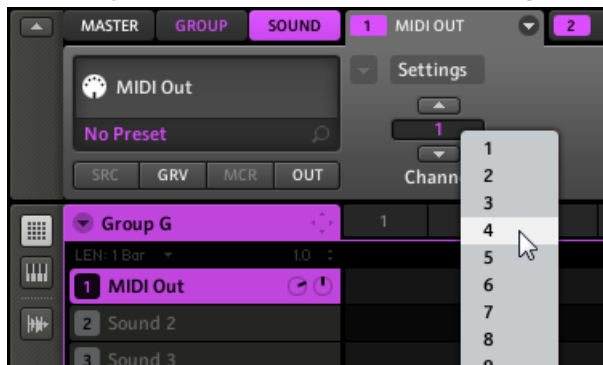 MASTER GROUP SOUND 1 MIDI OUT 2
MIDI Out
No Preset
Settings
1
SRC GRV MCR OUT
1
2
3
4
5
6
7
8
Group G
1
LEN: 1 Bar 1.0
1 MIDI Out
2 Sound 2
3 Sound 3